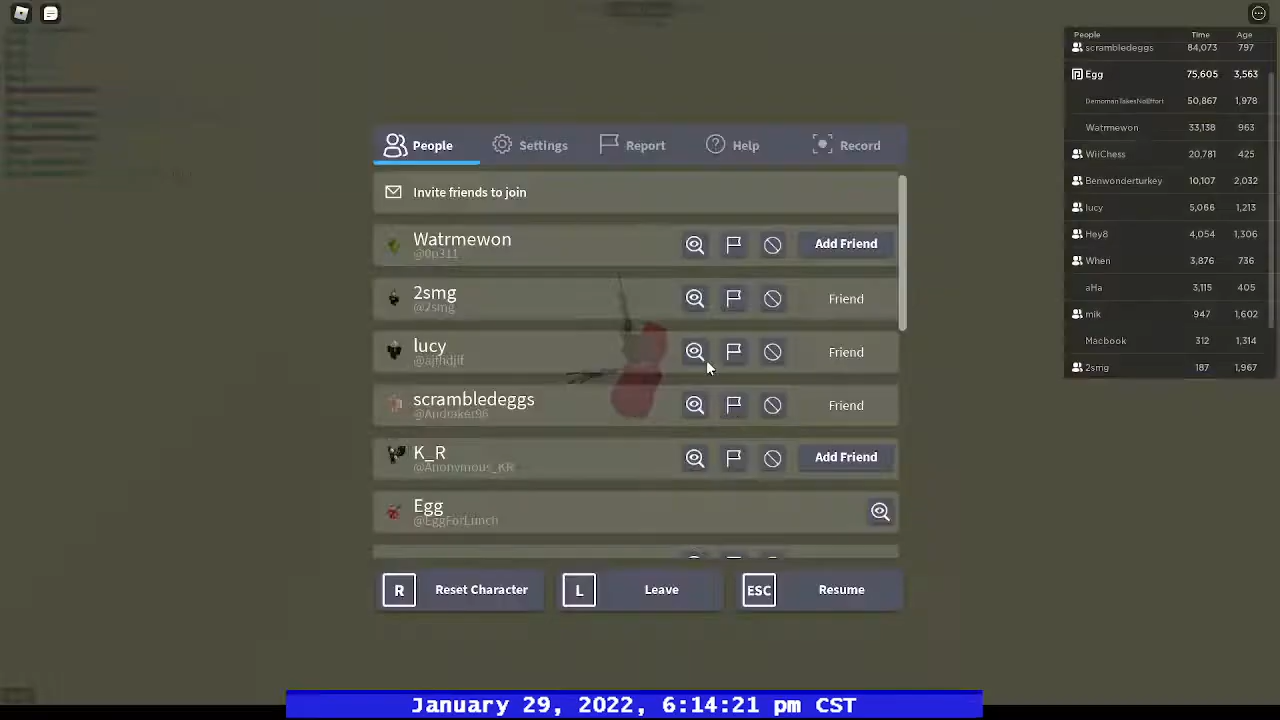 People
Settings
Report
Help
Record
Invite friends to join
Watrmewon
@0p311
Add Friend
2smg
@2smg
Friend
lucy
Friend
scrambledeggs
@Andraker96
Friend
K_R
@Anonymous_KR
Add Friend
Egg
@EggForLunch
R Reset Character
L Leave
ESC Resume
People Time Age
scrambledeggs 84,073 797
Egg 75,605 3,563
DemomanTakesNoEffort 50,867 1,978
Watrmewon 33,138 963
WiiChess 20,781 425
Benwonderturkey 10,107 2,032
lucy 5,066 1,213
Hey8 4,054 1,306
When 3,876 736
aHa 3,115 405
mik 947 1,602
Macbook 312 1,314
2smg 187 1,967
January 29, 2022, 6:14:21 pm CST